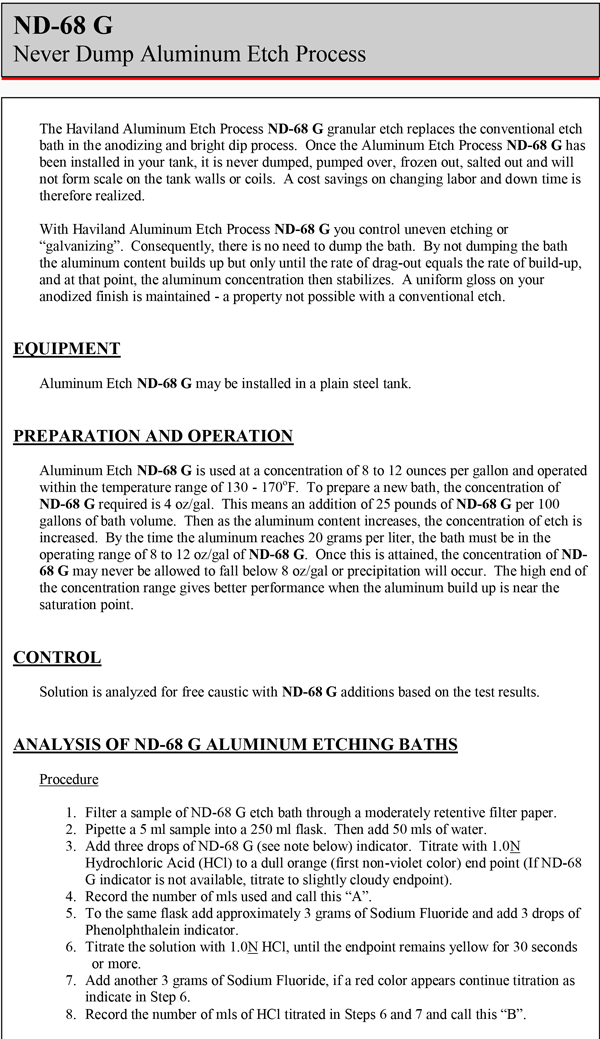 ND-68 G
Never Dump Aluminum Etch Process
The Haviland Aluminum Etch Process ND-68 G granular etch replaces the conventional etch
bath in the anodizing and bright dip process.  Once the Aluminum Etch Process ND-68 G has
been installed in your tank, it is never dumped, pumped over, frozen out, salted out and will
not form scale on the tank walls or coils.  A cost savings on changing labor and down time is
therefore realized.
With Haviland Aluminum Etch Process ND-68 G you control uneven etching or
“galvanizing”.  Consequently, there is no need to dump the bath.  By not dumping the bath
the aluminum content builds up but only until the rate of drag-out equals the rate of build-up,
and at that point, the aluminum concentration then stabilizes.  A uniform gloss on your
anodized finish is maintained - a property not possible with a conventional etch.
EQUIPMENT
Aluminum Etch ND-68 G may be installed in a plain steel tank.
PREPARATION AND OPERATION
Aluminum Etch ND-68 G is used at a concentration of 8 to 12 ounces per gallon and operated
within the temperature range of 130 - 170°F.  To prepare a new bath, the concentration of
ND-68 G required is 4 oz/gal.  This means an addition of 25 pounds of ND-68 G per 100
gallons of bath volume.  Then as the aluminum content increases, the concentration of etch is
increased.  By the time the aluminum reaches 20 grams per liter, the bath must be in the
operating range of 8 to 12 oz/gal of ND-68 G.  Once this is attained, the concentration of ND-
68 G may never be allowed to fall below 8 oz/gal or precipitation will occur.  The high end of
the concentration range gives better performance when the aluminum build up is near the
saturation point.
CONTROL
Solution is analyzed for free caustic with ND-68 G additions based on the test results.
ANALYSIS OF ND-68 G ALUMINUM ETCHING BATHS
Procedure
1. Filter a sample of ND-68 G etch bath through a moderately retentive filter paper.
2. Pipette a 5 ml sample into a 250 ml flask.  Then add 50 mls of water.
3. Add three drops of ND-68 G (see note below) indicator.  Titrate with 1.0N
Hydrochloric Acid (HCl) to a dull orange (first non-violet color) end point (If ND-68
G indicator is not available, titrate to slightly cloudy endpoint).
4. Record the number of mls used and call this “A”.
5. To the same flask add approximately 3 grams of Sodium Fluoride and add 3 drops of
Phenolphthalein indicator.
6. Titrate the solution with 1.0N HCl, until the endpoint remains yellow for 30 seconds
or more.
7. Add another 3 grams of Sodium Fluoride, if a red color appears continue titration as
indicate in Step 6.
8. Record the number of mls of HCl titrated in Steps 6 and 7 and call this “B”.